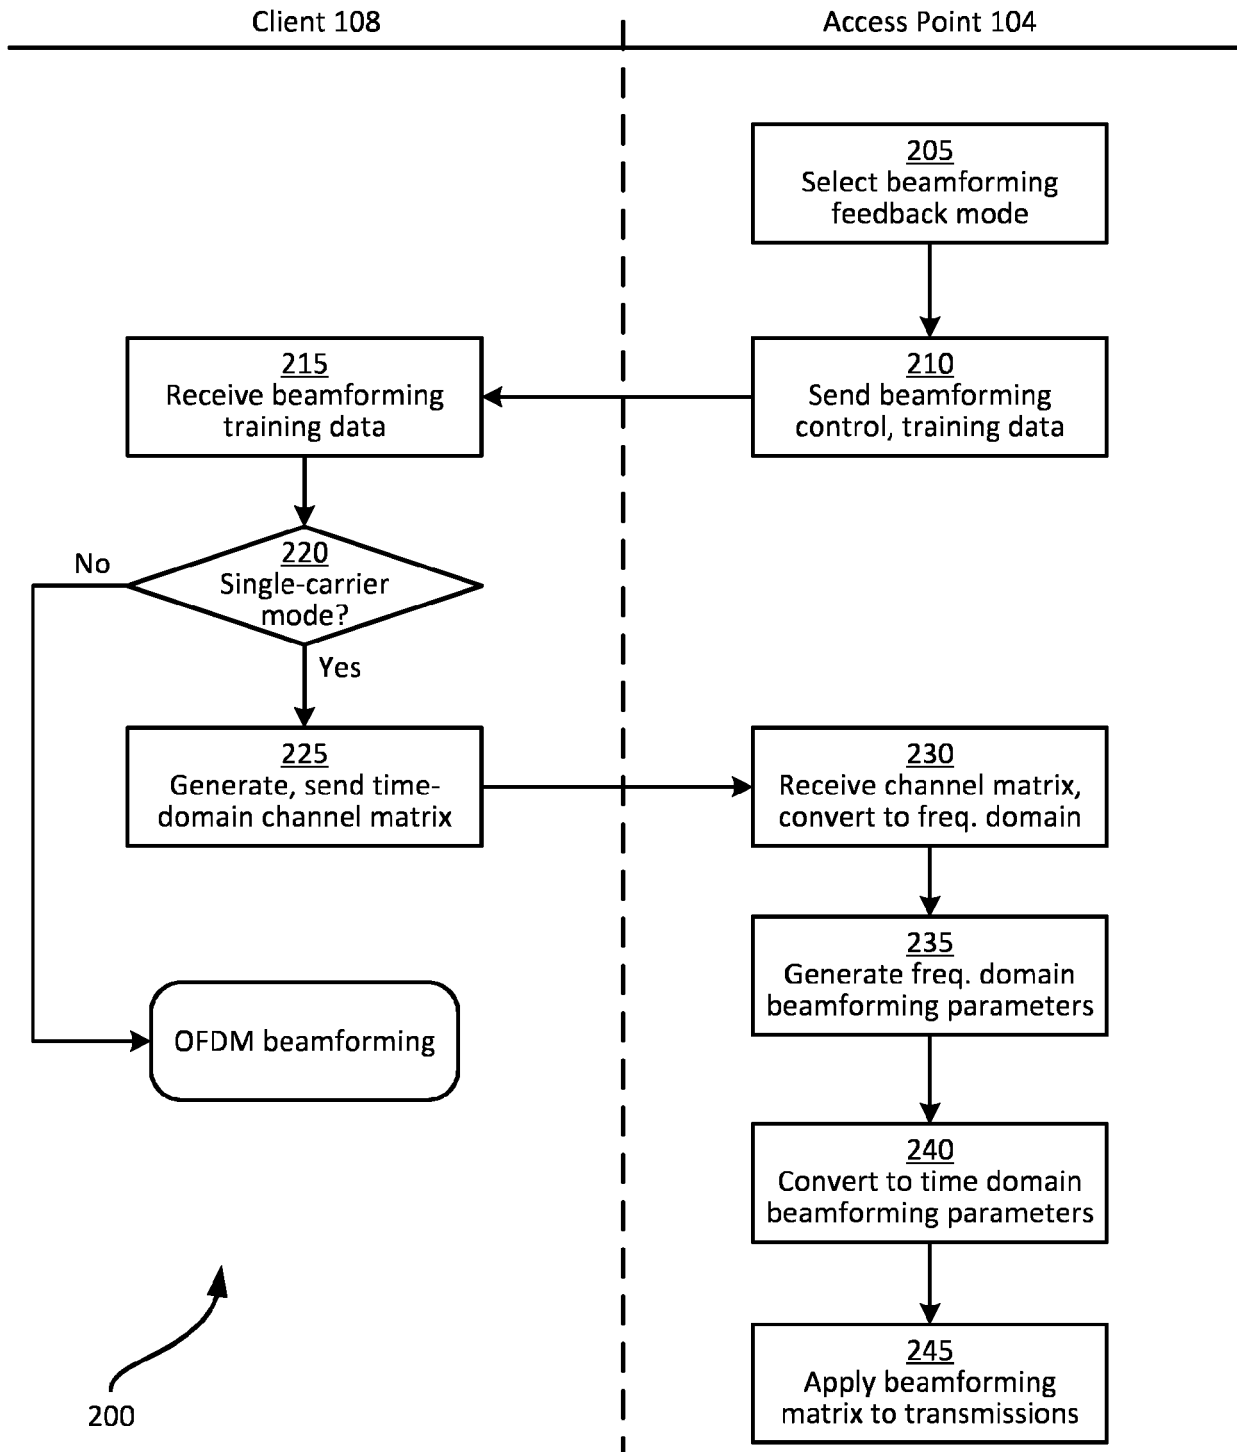 Client 108
Access Point 104
205
Select beamforming
feedback mode
215
Receive beamforming
training data
210
Send beamforming
control, training data
No
220
Single-carrier
mode?
Yes
225
Generate, send time-
domain channel matrix
230
Receive channel matrix,
convert to freq. domain
235
Generate freq. domain
beamforming parameters
OFDM beamforming
240
Convert to time domain
beamforming parameters
245
Apply beamforming
matrix to transmissions
200